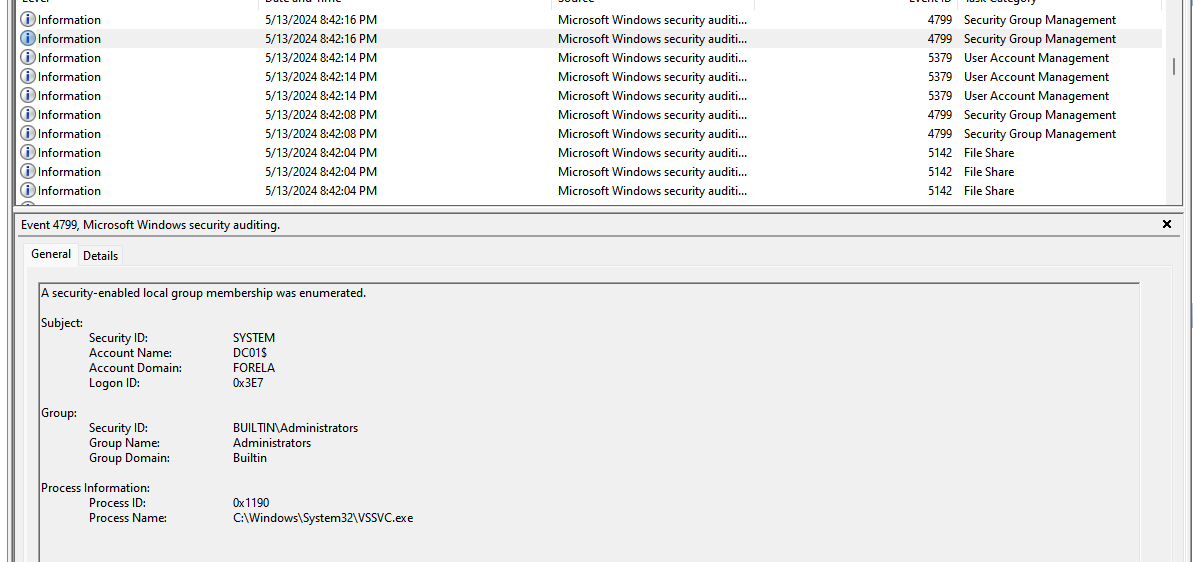 Level Date and Time Source Event ID Task Category
Information 5/13/2024 8:42:16 PM Microsoft Windows security auditi... 4799 Security Group Management
Information 5/13/2024 8:42:16 PM Microsoft Windows security auditi... 4799 Security Group Management
Information 5/13/2024 8:42:14 PM Microsoft Windows security auditi... 5379 User Account Management
Information 5/13/2024 8:42:14 PM Microsoft Windows security auditi... 5379 User Account Management
Information 5/13/2024 8:42:14 PM Microsoft Windows security auditi... 5379 User Account Management
Information 5/13/2024 8:42:08 PM Microsoft Windows security auditi... 4799 Security Group Management
Information 5/13/2024 8:42:08 PM Microsoft Windows security auditi... 4799 Security Group Management
Information 5/13/2024 8:42:04 PM Microsoft Windows security auditi... 5142 File Share
Information 5/13/2024 8:42:04 PM Microsoft Windows security auditi... 5142 File Share
Information 5/13/2024 8:42:04 PM Microsoft Windows security auditi... 5142 File Share
Event 4799, Microsoft Windows security auditing.
General Details
A security-enabled local group membership was enumerated.
Subject:
Security ID: SYSTEM
Account Name: DC01$
Account Domain: FORELA
Logon ID: 0x3E7
Group:
Security ID: BUILTIN\Administrators
Group Name: Administrators
Group Domain: Builtin
Process Information:
Process ID: 0x1190
Process Name: C:\Windows\System32\VSSVC.exe